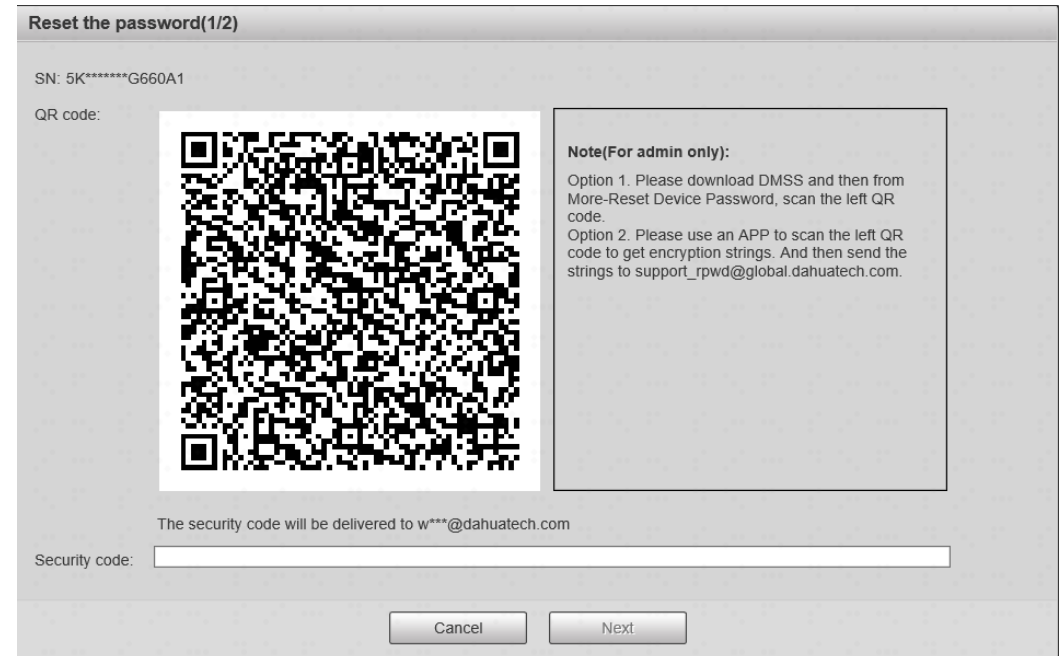 Reset the password(1/2)
SN: 5K*******G660A1
QR code:
Note(For admin only):
Option 1. Please download DMSS and then from
More-Reset Device Password, scan the left QR
code.
Option 2. Please use an APP to scan the left QR
code to get encryption strings. And then send the
strings to support_rpwd@global.dahuatech.com.
The security code will be delivered to w***@dahuatech.com
Security code:
Cancel
Next